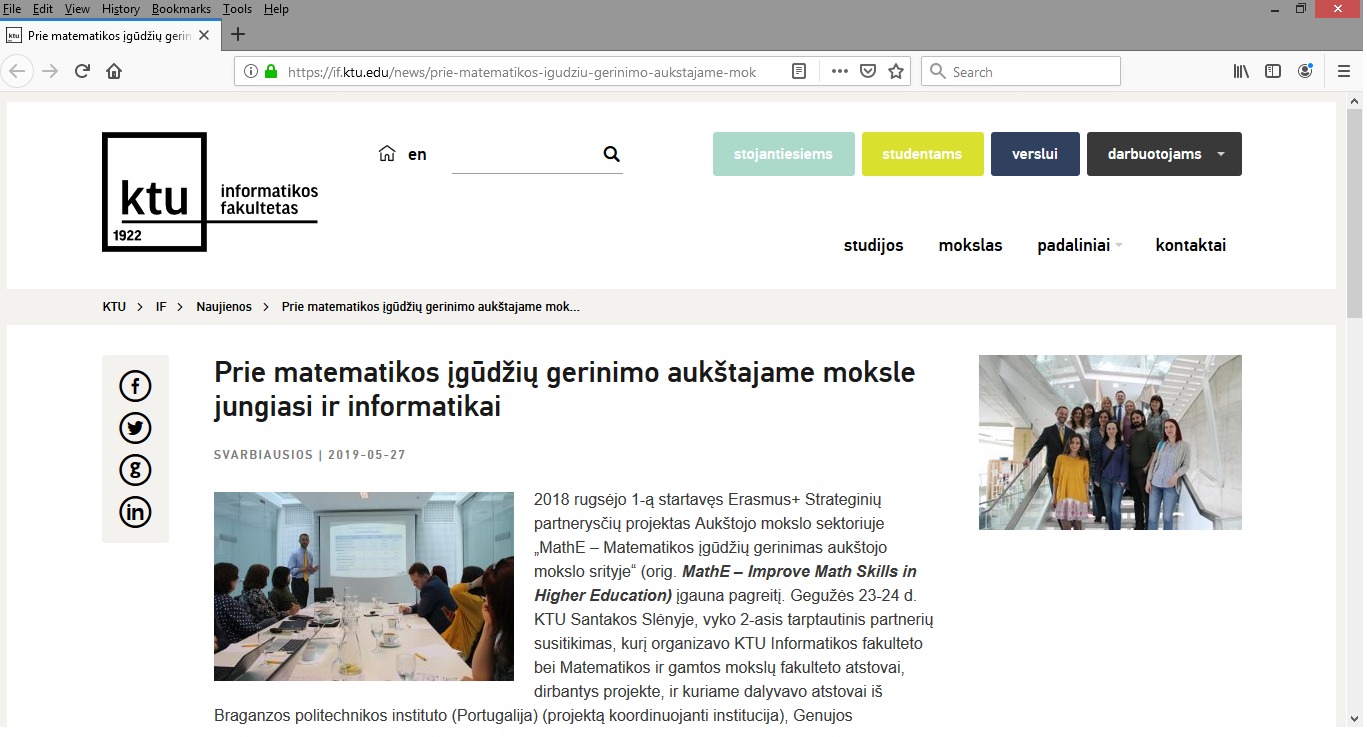 File Edit View History Bookmarks Tools Help
ktu Prie matematikos įgūdžių gerin
https://if.ktu.edu/news/prie-matematikos-igudziu-gerinimo-aukstajame-mok
Search
ktu
1922
informatikos
fakultetas
en
stojantiesiems studentams verslui darbuotojams
studijos mokslas padaliniai kontaktai
KTU > IF > Naujienos > Prie matematikos įgūdžių gerinimo aukštajame mok...
Prie matematikos įgūdžių gerinimo aukštajame moksle
jungiasi ir informatikai
SVARBIAUSIOS | 2019-05-27
2018 rugsėjo 1-ą startavęs Erasmus+ Strateginių
partnerysčių projektas Aukštojo mokslo sektoriuje
„MathE – Matematikos įgūdžių gerinimas aukštojo
mokslo srityje“ (orig. MathE – Improve Math Skills in
Higher Education) įgauna pagreitį. Gegužės 23-24 d.
KTU Santakos Slėnyje, vyko 2-asis tarptautinis partnerių
susitikimas, kurį organizavo KTU Informatikos fakulteto
bei Matematikos ir gamtos mokslų fakulteto atstovai,
dirbantys projekte, ir kuriame dalyvavo atstovai iš
Braganzos politechnikos instituto (Portugalija) (projektą koordinuojanti institucija), Genujos